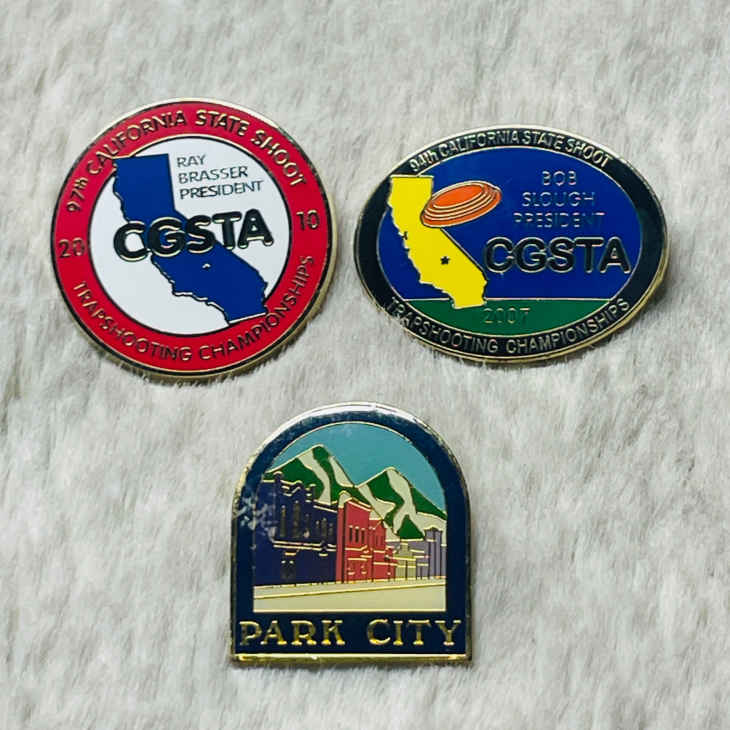 97th CALIFORNIA STATE SHOOT
RAY
BRASSER
PRESIDENT
CGSTA
20 10
TRAPSHOOTING CHAMPIONSHIPS
94th CALIFORNIA STATE SHOOT
BOB
SLOUGH
PRESIDENT
CGSTA
2007
TRAPSHOOTING CHAMPIONSHIPS
PARK CITY